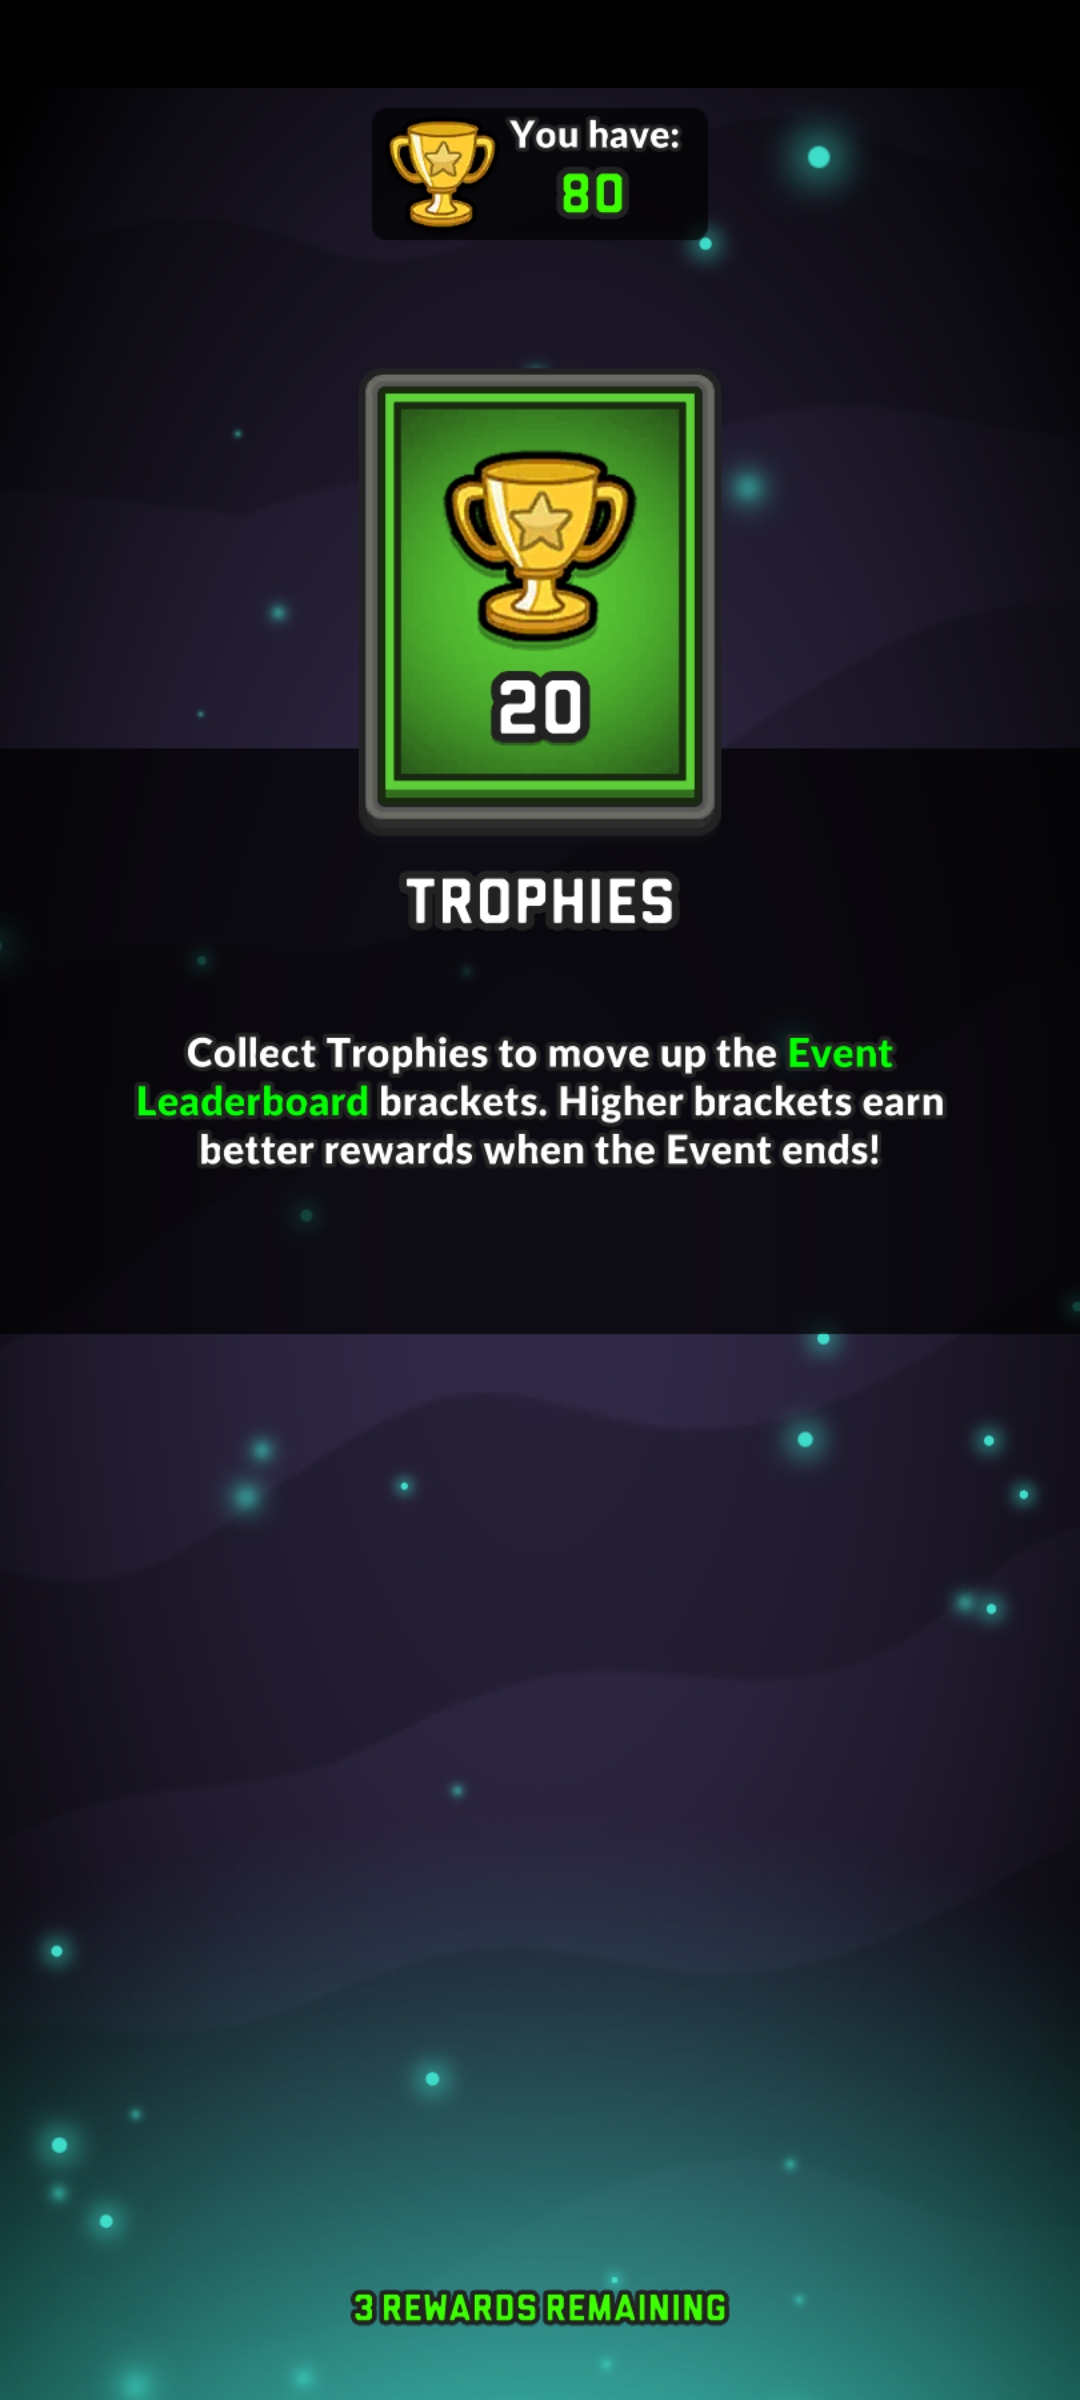 You have:
80
20
TROPHIES
Collect Trophies to move up the Event
Leaderboard brackets. Higher brackets earn
better rewards when the Event ends!
3 REWARDS REMAINING